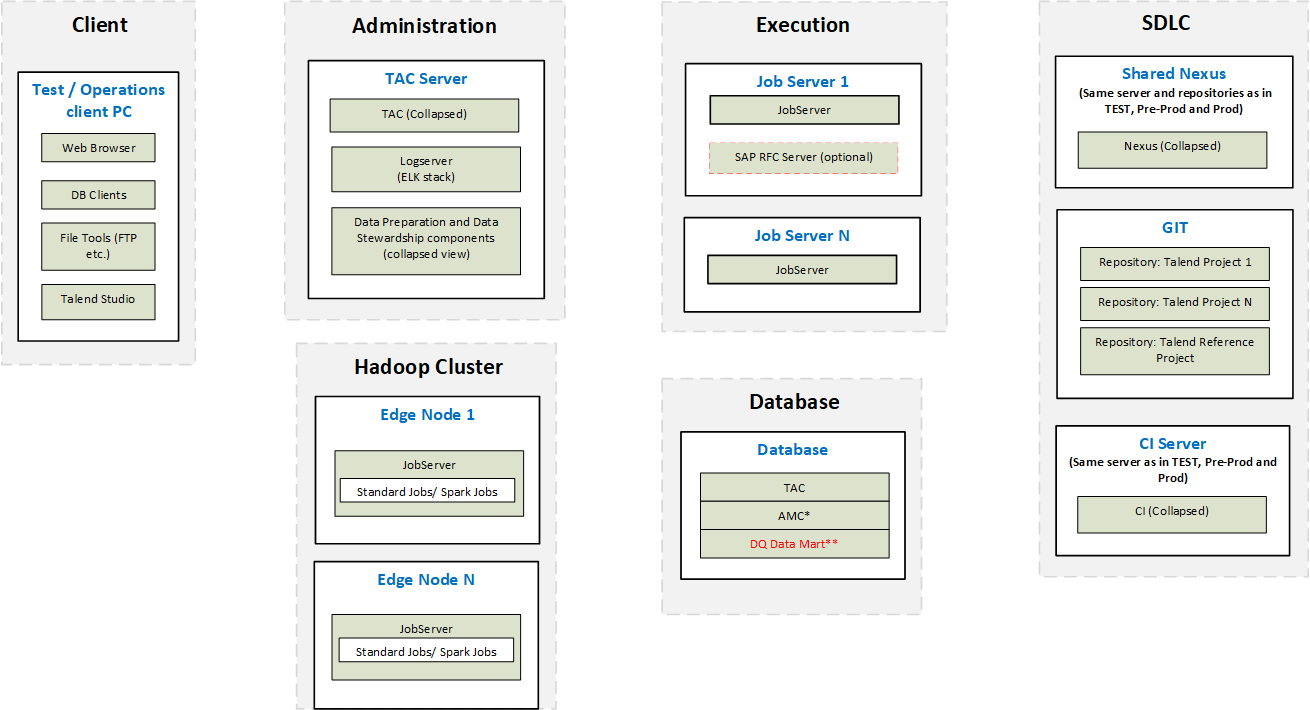 Client
Test / Operations
client PC
Web Browser
DB Clients
File Tools (FTP
etc.)
Talend Studio
Administration
TAC Server
TAC (Collapsed)
Logserver
(ELK stack)
Data Preparation and Data
Stewardship components
(collapsed view)
Hadoop Cluster
Edge Node 1
JobServer
Standard Jobs/ Spark Jobs
Edge Node N
JobServer
Standard Jobs/ Spark Jobs
Execution
Job Server 1
JobServer
SAP RFC Server (optional)
Job Server N
JobServer
Database
Database
TAC
AMC*
DQ Data Mart**
SDLC
Shared Nexus
(Same server and repositories as in
TEST, Pre-Prod and Prod)
Nexus (Collapsed)
GIT
Repository: Talend Project 1
Repository: Talend Project N
Repository: Talend Reference
Project
CI Server
(Same server as in TEST, Pre-Prod and
Prod)
CI (Collapsed)